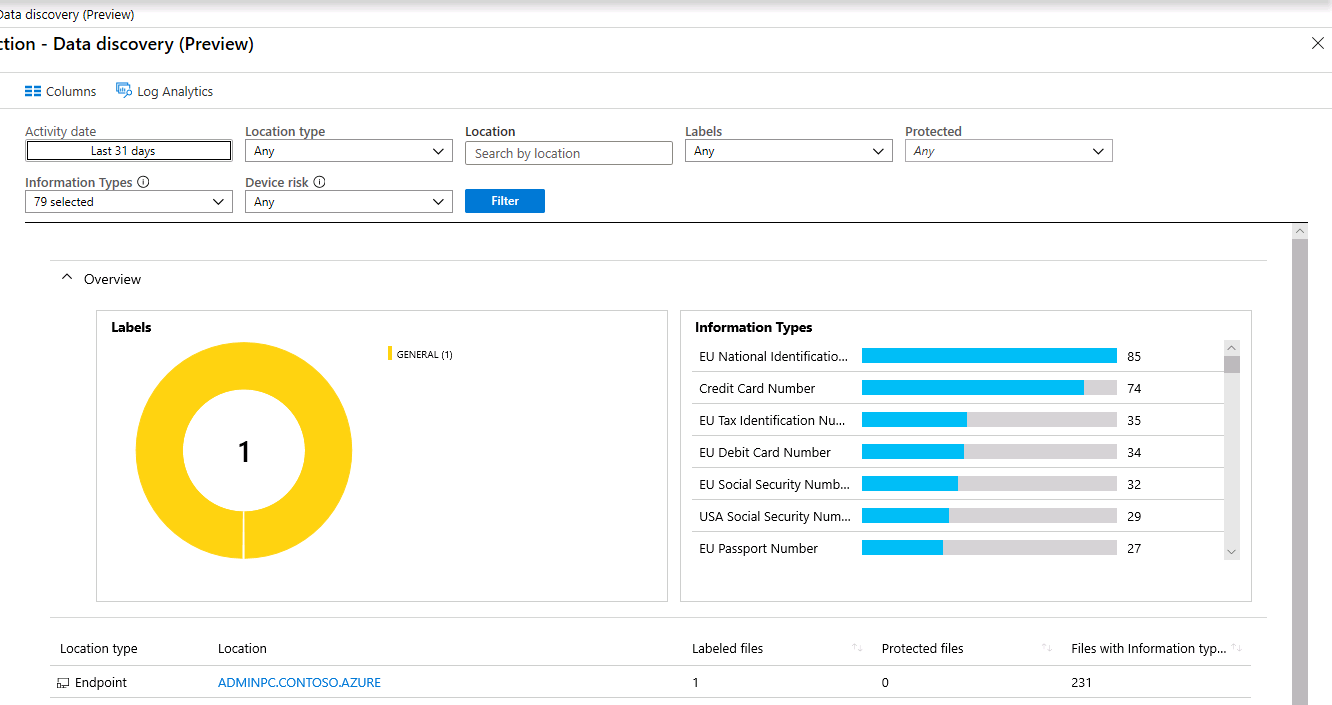 Data discovery (Preview)
ction - Data discovery (Preview)
Columns Log Analytics
Activity date Location type Location Labels Protected
Last 31 days Any Search by location Any Any
Information Types Device risk
79 selected Any Filter
Overview
Labels
GENERAL (1)
1
Information Types
EU National Identificatio... 85
Credit Card Number 74
EU Tax Identification Nu... 35
EU Debit Card Number 34
EU Social Security Numb... 32
USA Social Security Num... 29
EU Passport Number 27
Location type Location Labeled files Protected files Files with Information typ...
Endpoint ADMINPC.CONTOSO.AZURE 1 0 231